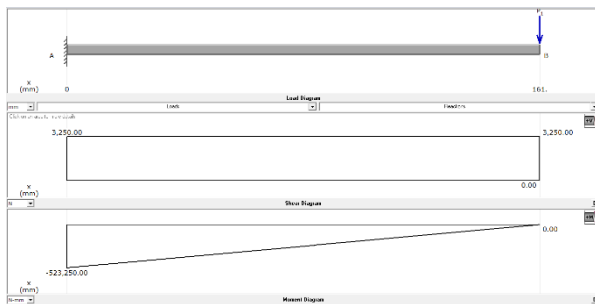 P1
A
B
x
(mm)
0
161.
Load Diagram
mm
Loads
Reactions
3,250.00
3,250.00
0.00
x
(mm)
N
Shear Diagram
-523,250.00
0.00
x
(mm)
N-mm
Moment Diagram